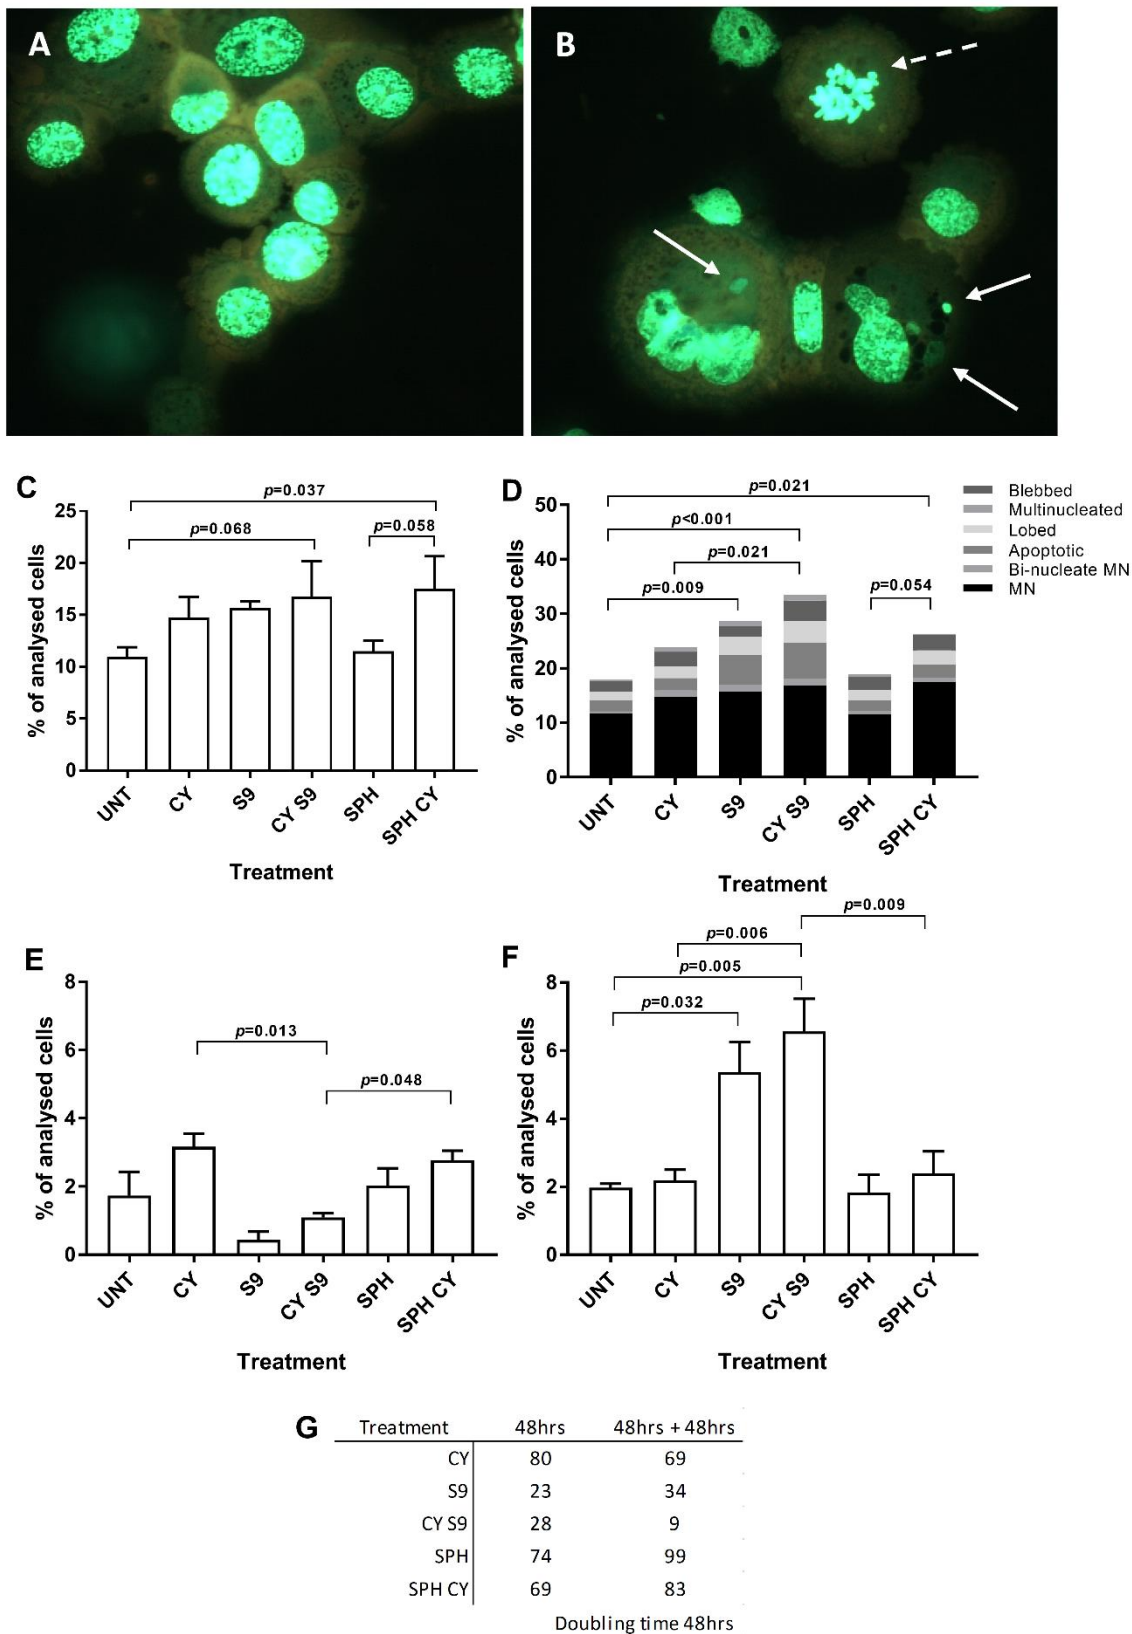 A
B
C
p=0.037
p=0.068
p=0.058
% of analysed cells
25
20
15
10
5
0
UNT
CY
S9
CY S9
SPH
SPH CY
Treatment
D
p=0.021
p<0.001
p=0.021
p=0.009
p=0.054
% of analysed cells
50
40
30
20
10
0
UNT
CY
S9
CY S9
SPH
SPH CY
Treatment
Blebbed
Multinucleated
Lobed
Apoptotic
Bi-nucleate MN
MN
E
p=0.013
p=0.048
% of analysed cells
8
6
4
2
0
UNT
CY
S9
CY S9
SPH
SPH CY
Treatment
F
p=0.009
p=0.006
p=0.005
p=0.032
% of analysed cells
8
6
4
2
0
UNT
CY
S9
CY S9
SPH
SPH CY
Treatment
G
Treatment 48hrs 48hrs + 48hrs
CY 80 69
S9 23 34
CY S9 28 9
SPH 74 99
SPH CY 69 83
Doubling time 48hrs